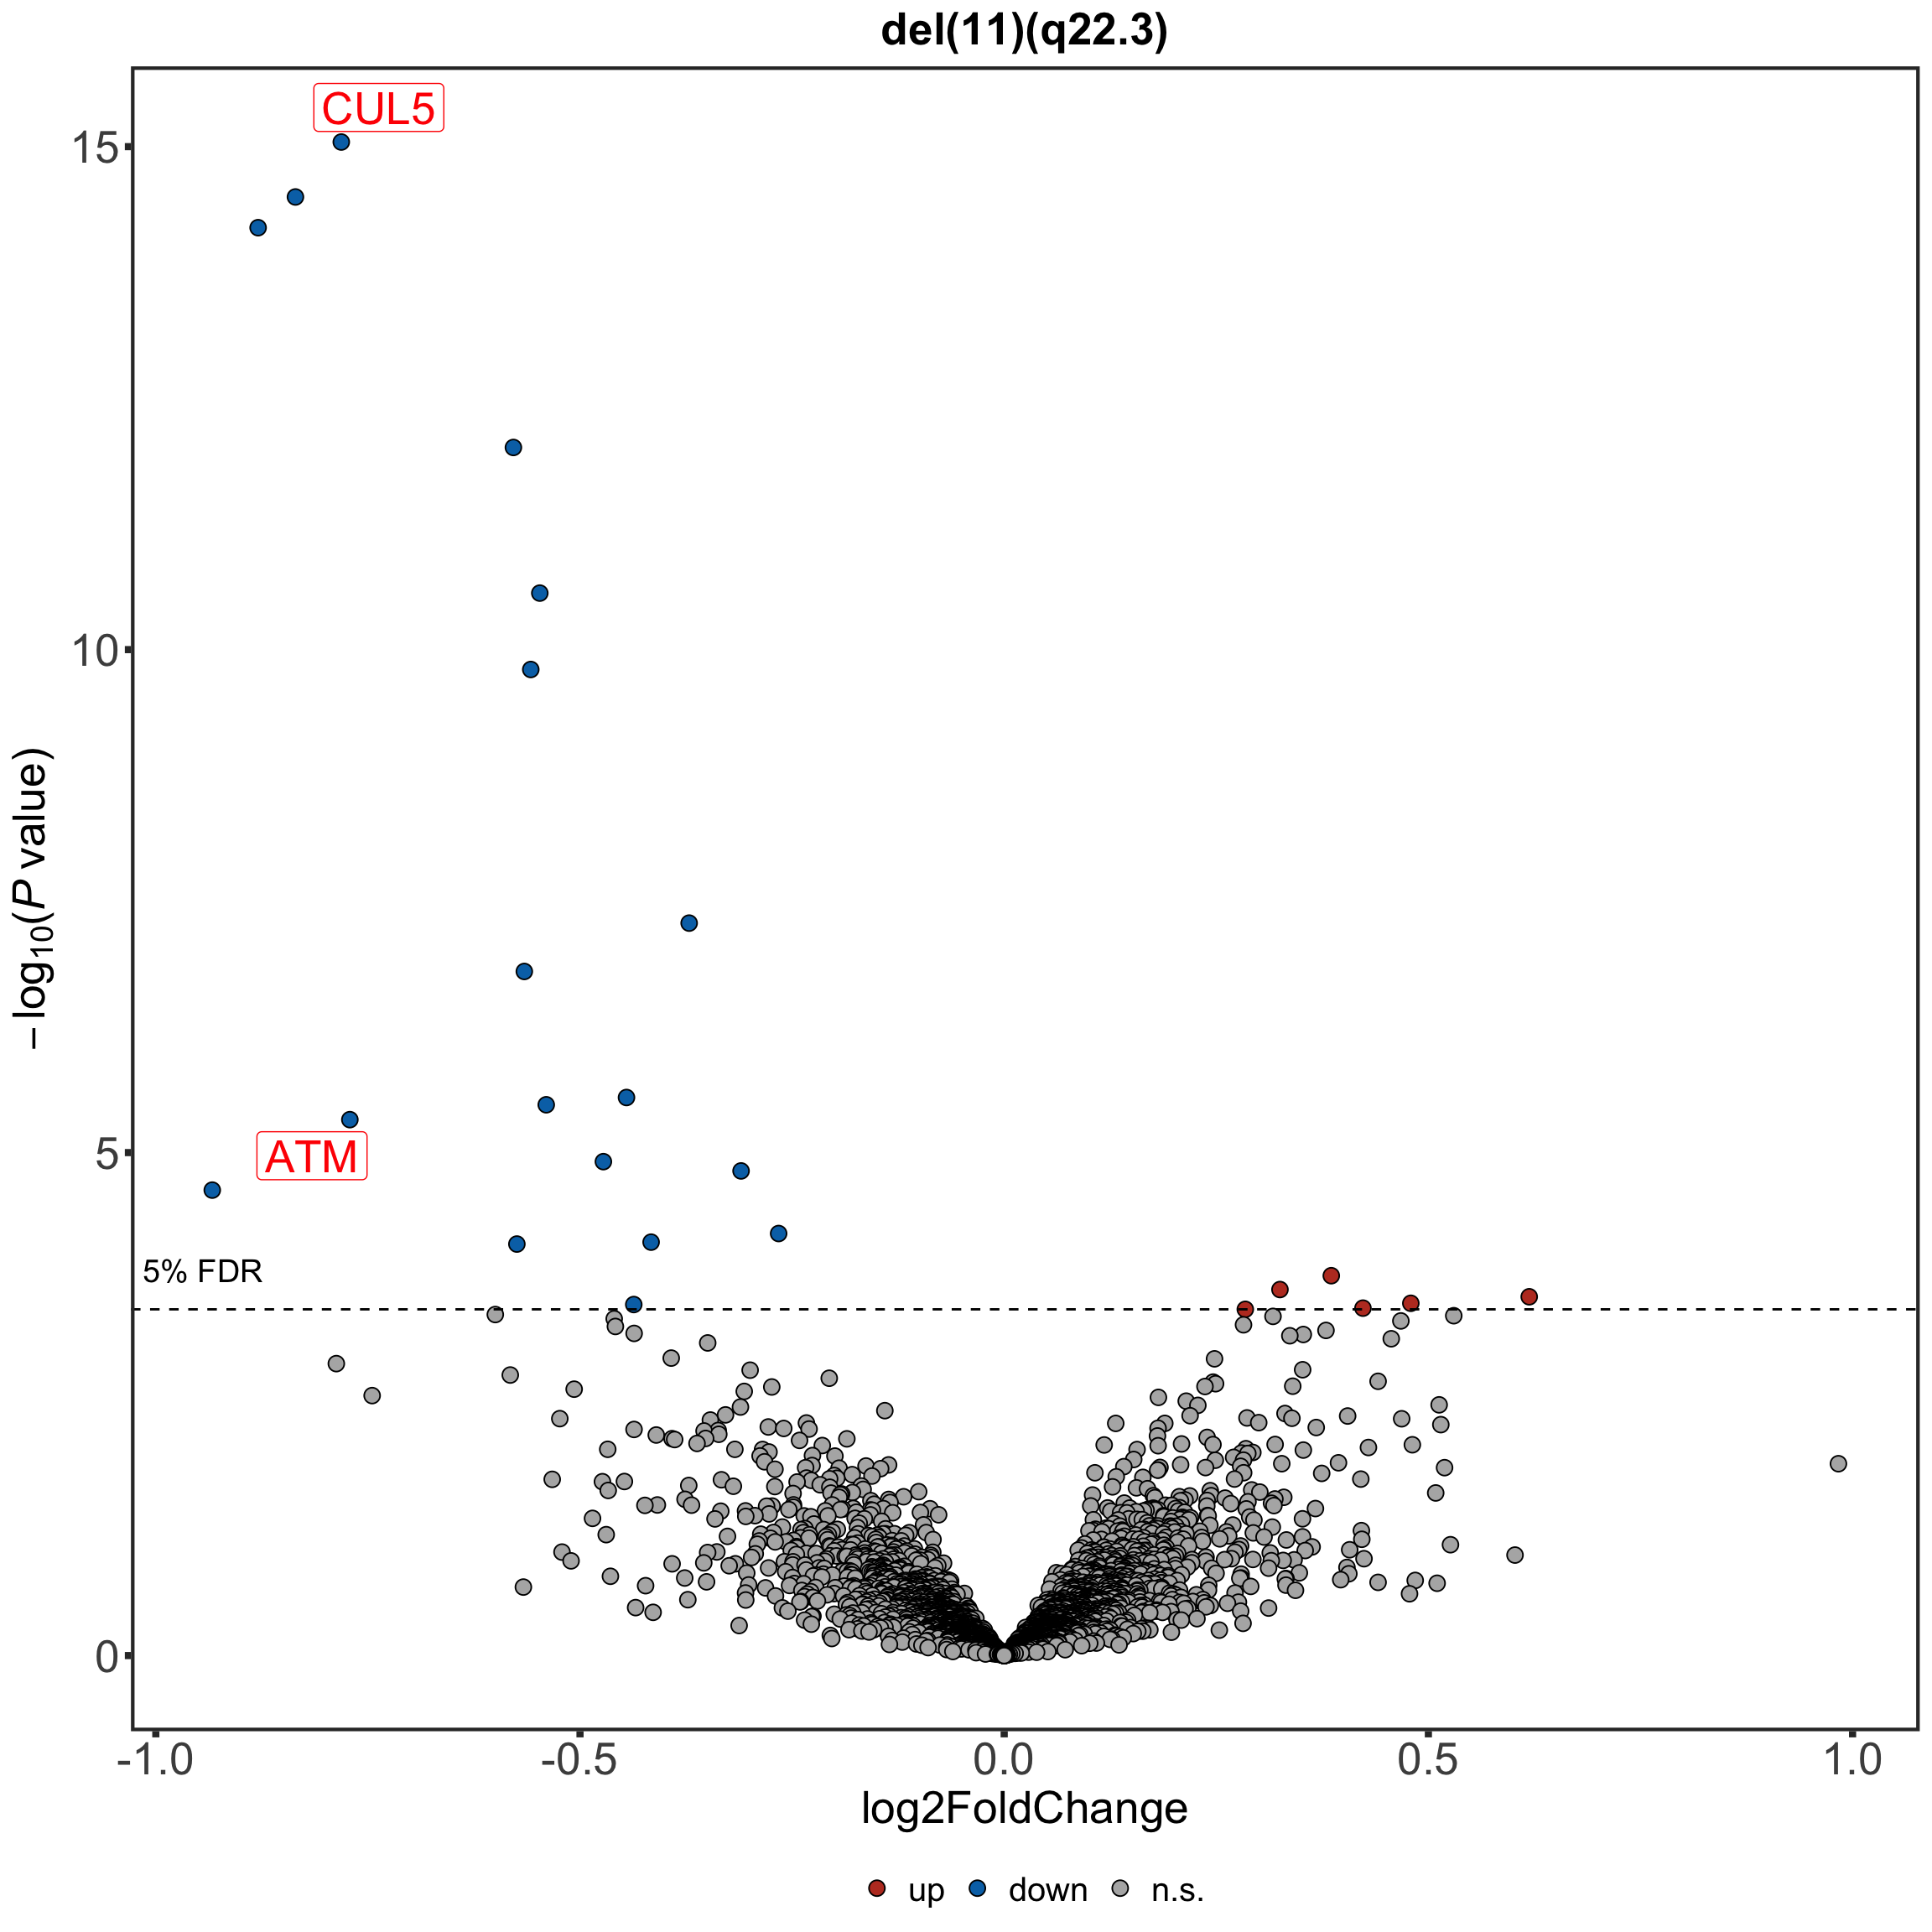 del(11)(q22.3)
CUL5
15
10
5
0
ATM
5% FDR
−log10(P value)
-1.0 -0.5 0.0 0.5 1.0
log2FoldChange
up down n.s.